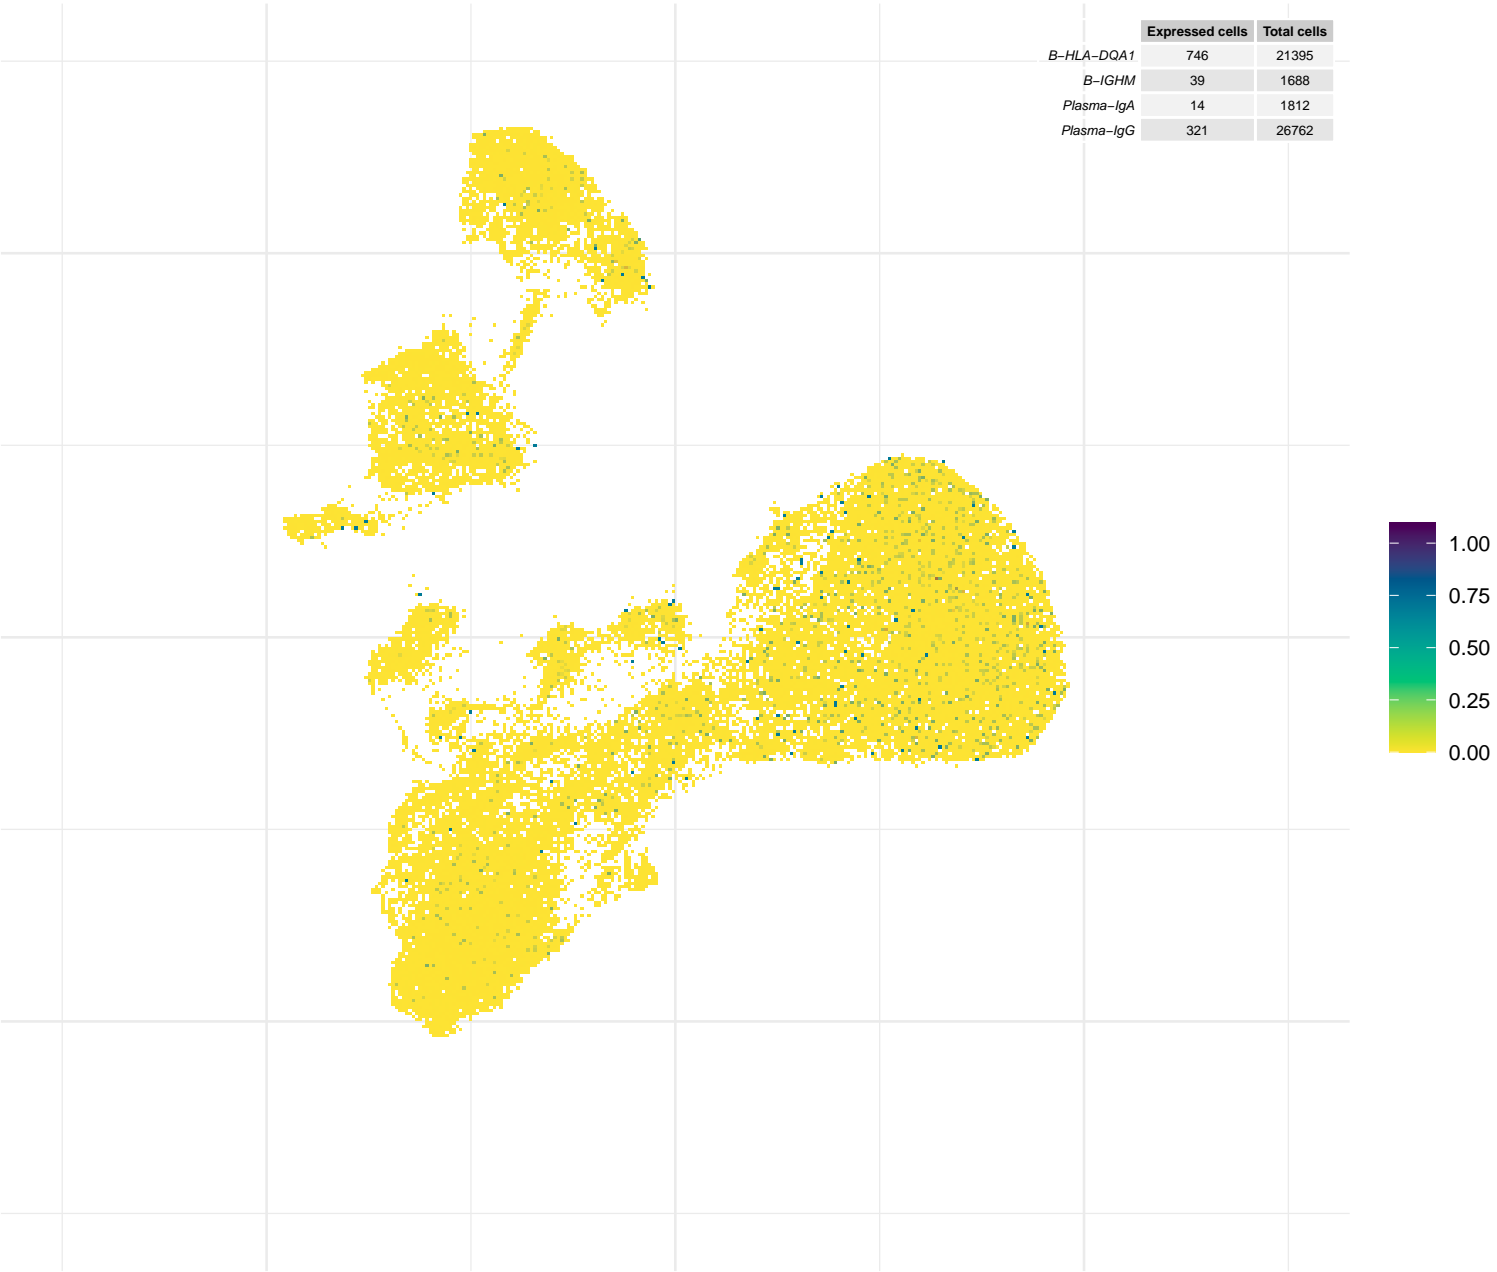 Expressed cells Total cells
B−HLA−DQA1 746 21395
B−IGHM 39 1688
Plasma−IgA 14 1812
Plasma−IgG 321 26762
1.00
0.75
0.50
0.25
0.00